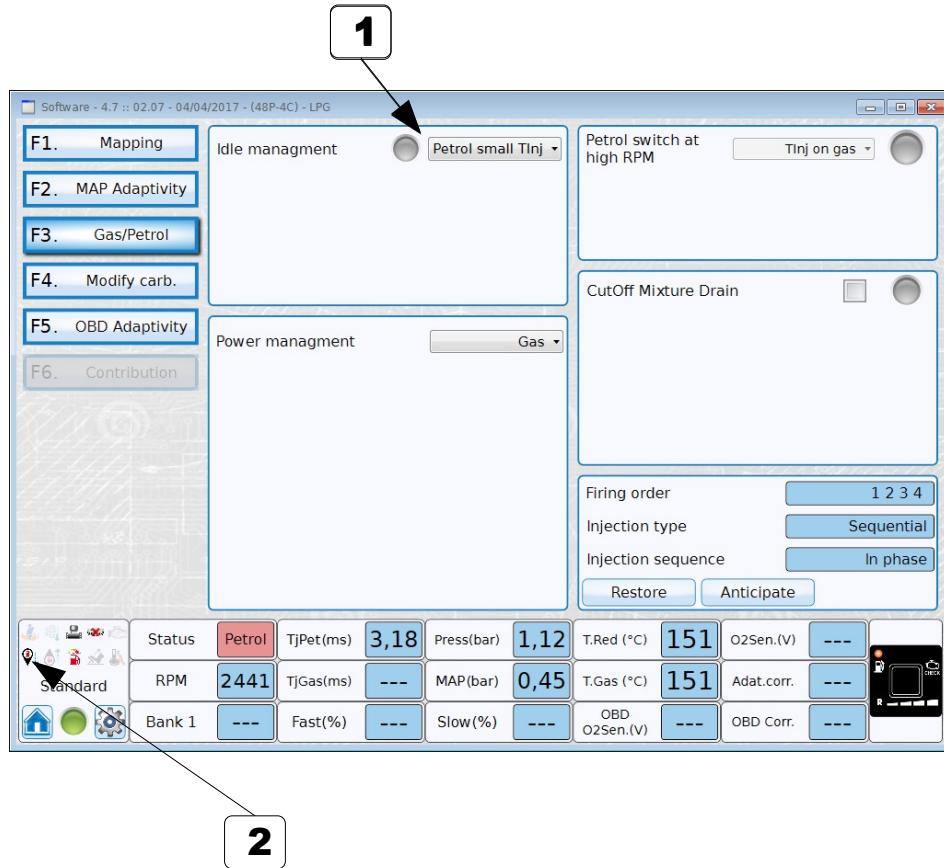 1
Software - 4.7 :: 02.07 - 04/04/2017 - (48P-4C) - LPG
F1. Mapping
F2. MAP Adaptivity
F3. Gas/Petrol
F4. Modify carb.
F5. OBD Adaptivity
F6. Contribution
Idle managment Petrol small TInj
Power managment Gas
Petrol switch at
high RPM
TInj on gas
CutOff Mixture Drain
Firing order 1 2 3 4
Injection type Sequential
Injection sequence In phase
Restore Anticipate
Standard
Status Petrol TjPet(ms) 3,18 Press(bar) 1,12 T.Red (°C) 151 O2Sen.(V) ---
RPM 2441 TjGas(ms) --- MAP(bar) 0,45 T.Gas (°C) 151 Adat.corr. ---
Bank 1 --- Fast(%) --- Slow(%) --- OBD
O2Sen.(V) --- OBD Corr. ---
CHECK
R
2